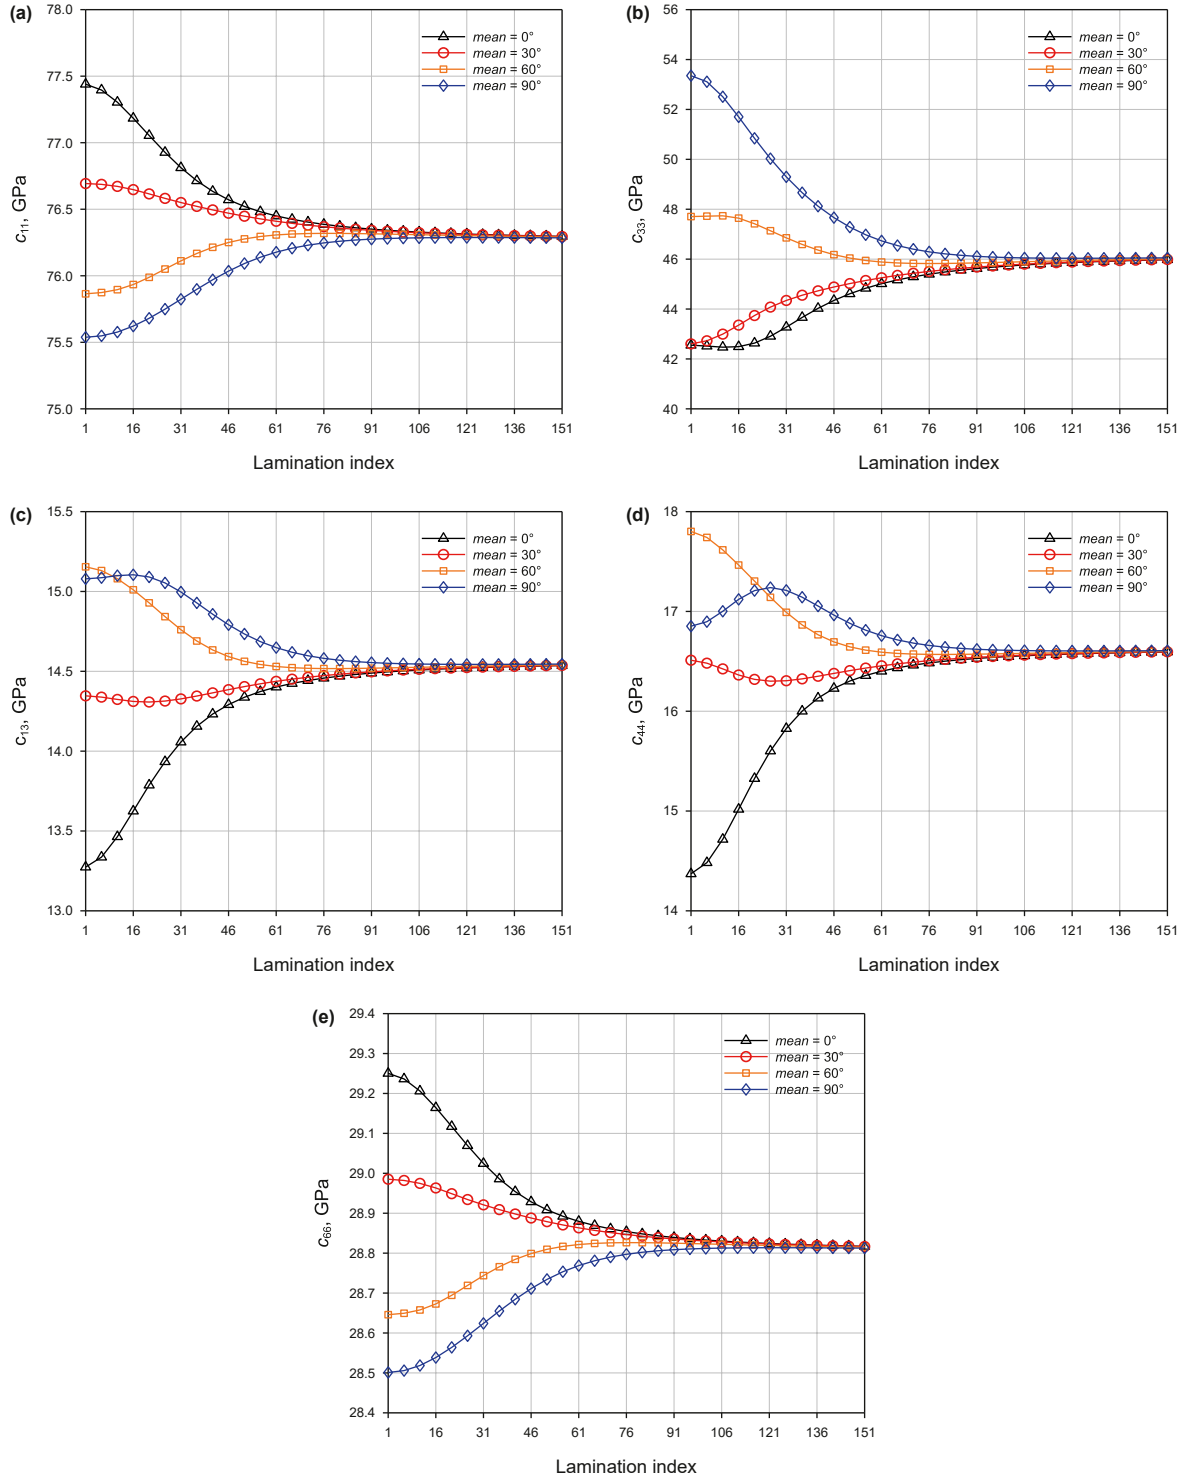 (a)
78.0
77.5
77.0
76.5
76.0
75.5
75.0
c11, GPa
mean = 0°
mean = 30°
mean = 60°
mean = 90°
1 16 31 46 61 76 91 106 121 136 151
Lamination index
(b)
56
54
52
50
48
46
44
42
40
c33, GPa
mean = 0°
mean = 30°
mean = 60°
mean = 90°
1 16 31 46 61 76 91 106 121 136 151
Lamination index
(c)
15.5
15.0
14.5
14.0
13.5
13.0
c13, GPa
mean = 0°
mean = 30°
mean = 60°
mean = 90°
1 16 31 46 61 76 91 106 121 136 151
Lamination index
(d)
18
17
16
15
14
c44, GPa
mean = 0°
mean = 30°
mean = 60°
mean = 90°
1 16 31 46 61 76 91 106 121 136 151
Lamination index
(e)
29.4
29.3
29.2
29.1
29.0
28.9
28.8
28.7
28.6
28.5
28.4
c66, GPa
mean = 0°
mean = 30°
mean = 60°
mean = 90°
1 16 31 46 61 76 91 106 121 136 151
Lamination index